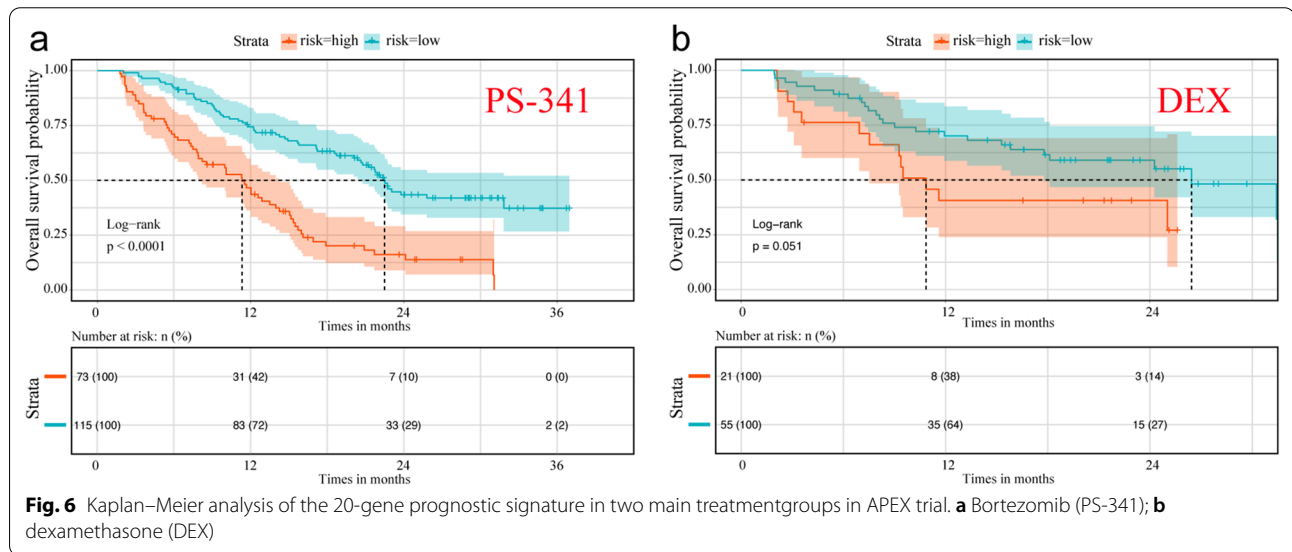 a
Strata risk=high risk=low
PS-341
Overall survival probability
1.00
0.75
0.50
0.25
0.00
Log-rank
p < 0.0001
0 12 24 36
Times in months
Number at risk: n (%)
Strata
73 (100) 31 (42) 7 (10) 0 (0)
115 (100) 83 (72) 33 (29) 2 (2)
0 12 24 36
Times in months
b
Strata risk=high risk=low
DEX
Overall survival probability
1.00
0.75
0.50
0.25
0.00
Log-rank
p = 0.051
0 12 24
Times in months
Number at risk: n (%)
Strata
21 (100) 8 (38) 3 (14)
55 (100) 35 (64) 15 (27)
0 12 24
Times in months
Fig. 6 Kaplan–Meier analysis of the 20-gene prognostic signature in two main treatmentgroups in APEX trial. a Bortezomib (PS-341); b
dexamethasone (DEX)